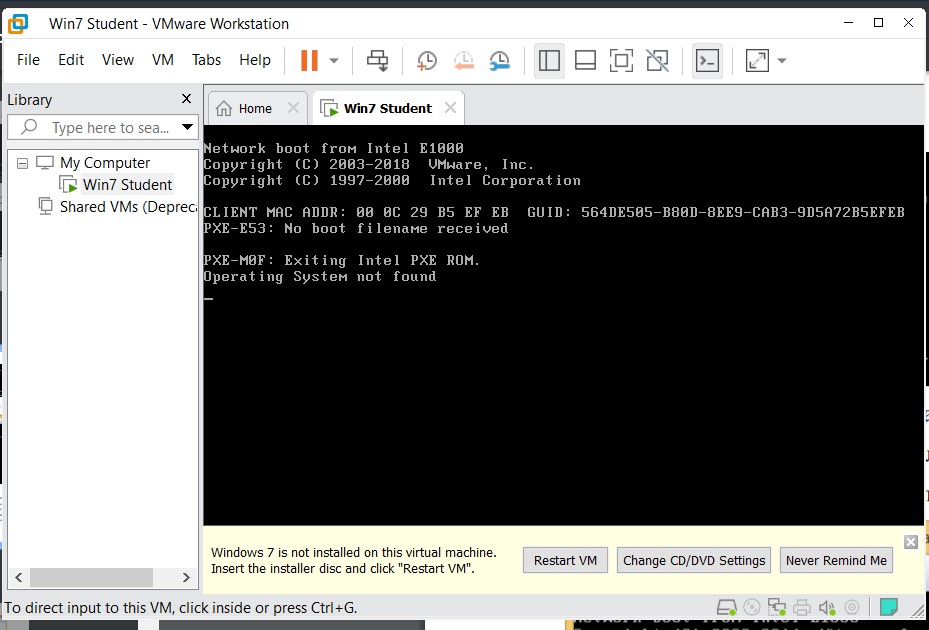 Win7 Student - VMware Workstation
File Edit View VM Tabs Help
Library
Type here to sea...
My Computer
Win7 Student
Shared VMs (Depreca
Home
Win7 Student
Network boot from Intel E1000
Copyright (C) 2003-2018 VMware, Inc.
Copyright (C) 1997-2000 Intel Corporation
CLIENT MAC ADDR: 00 0C 29 B5 EF EB GUID: 564DE505-B80D-8EE9-CAB3-9D5A72B5EFEB
PXE-E53: No boot filename received
PXE-M0F: Exiting Intel PXE ROM.
Operating System not found
Windows 7 is not installed on this virtual machine.
Insert the installer disc and click "Restart VM".
Restart VM
Change CD/DVD Settings
Never Remind Me
To direct input to this VM, click inside or press Ctrl+G.